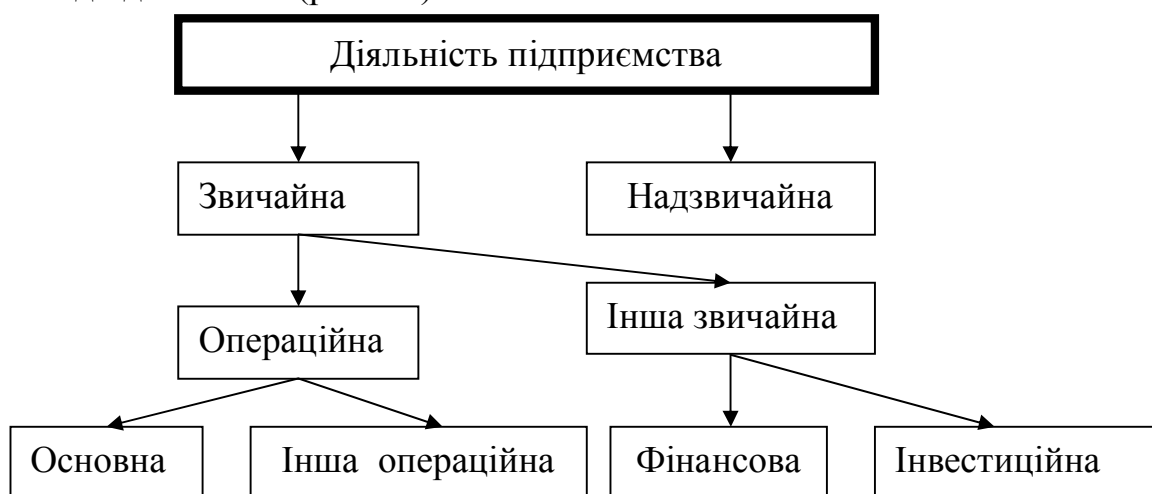 Діяльність підприємства
Звичайна
Надзвичайна
Інша звичайна
Операційна
Основна
Інша операційна
Фінансова
Інвестиційна